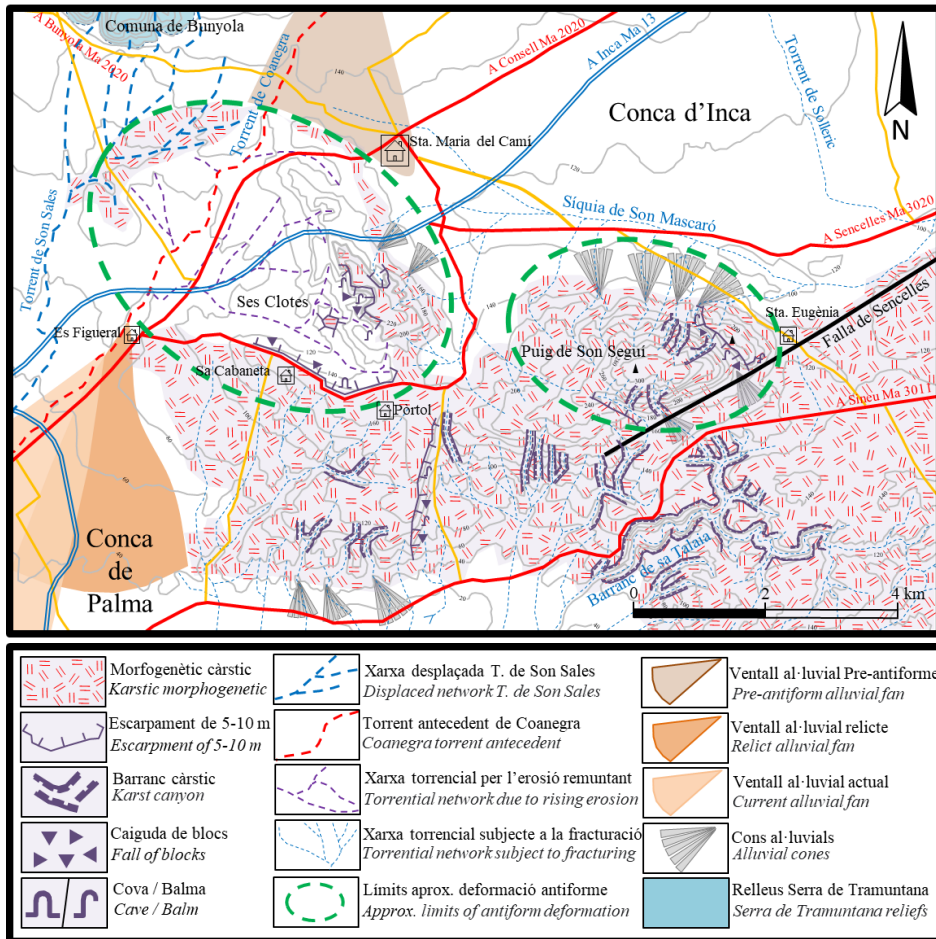 Comuna de Bunyola
A Bunyola Ma 2020
Torrent de Coanegra
A Consell Ma 2020
A Inca Ma 13
Torrent de Solleric
N
Conca d'Inca
Sta. Maria del Camí
Síquia de Son Mascaró
A Sencelles Ma 3020
Torrent de Son Sales
Ses Clotes
Es Figueral
Sa Cabaneta
Pòrtol
Puig de Son Seguí
Sta. Eugènia
Falla de Sencelles
A Sineu Ma 3011
Conca
de
Palma
Barranc de sa Talaia
0 2 4 km
Morfogenètic càrstic
Karstic morphogenetic
Escarpament de 5-10 m
Escarpment of 5-10 m
Barranc càrstic
Karst canyon
Caiguda de blocs
Fall of blocks
Cova / Balma
Cave / Balm
Xarxa desplaçada T. de Son Sales
Displaced network T. de Son Sales
Torrent antecedent de Coanegra
Coanegra torrent antecedent
Xarxa torrencial per l'erosió remuntant
Torrential network due to rising erosion
Xarxa torrencial subjecte a la fracturació
Torrential network subject to fracturing
Límits aprox. deformació antiforme
Approx. limits of antiform deformation
Ventall al·luvial Pre-antiforme
Pre-antiform alluvial fan
Ventall al·luvial relicte
Relict alluvial fan
Ventall al·luvial actual
Current alluvial fan
Cons al·luvials
Alluvial cones
Relleus Serra de Tramuntana
Serra de Tramuntana reliefs